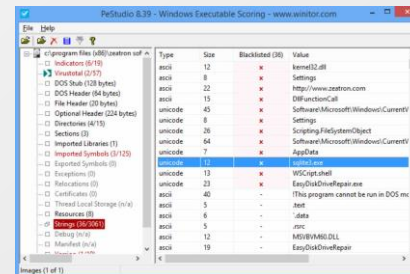 PeStudio 8.39 - Windows Executable Scoring - www.winitor.com
File Help
c:\program files (x86)\zeatron sof
Indicators (6/19)
Virustotal (2/57)
DOS Stub (128 bytes)
DOS Header (64 bytes)
File Header (20 bytes)
Optional Header (224 bytes)
Directories (4/15)
Sections (3)
Imported Libraries (1)
Imported Symbols (3/125)
Exported Symbols (0)
Exceptions (0)
Relocations (0)
Certificates (0)
Thread Local Storage (n/a)
Resources (8)
Strings (36/3061)
Debug (n/a)
Manifest (n/a)
Type Size Blacklisted (36) Value
ascii 12 x kernel32.dll
ascii 8 x Settings
ascii 22 x http://www.zeatron.com
ascii 15 x DllFunctionCall
unicode 45 x Software\Microsoft\Windows\CurrentV
unicode 8 x Settings
unicode 26 x Scripting.FileSystemObject
unicode 64 x Software\Microsoft\Windows\CurrentV
unicode 7 x AppData
unicode 12 x sqlite3.exe
unicode 13 x WSCript.shell
unicode 23 x EasyDiskDriveRepair.exe
ascii 40 - !This program cannot be run in DOS mo
ascii 5 - .text
ascii 6 - `.data
ascii 5 - .rsrc
ascii 12 - MSVBVM60.DLL
ascii 19 - EasyDiskDriveRepair
Images (1 of 1)